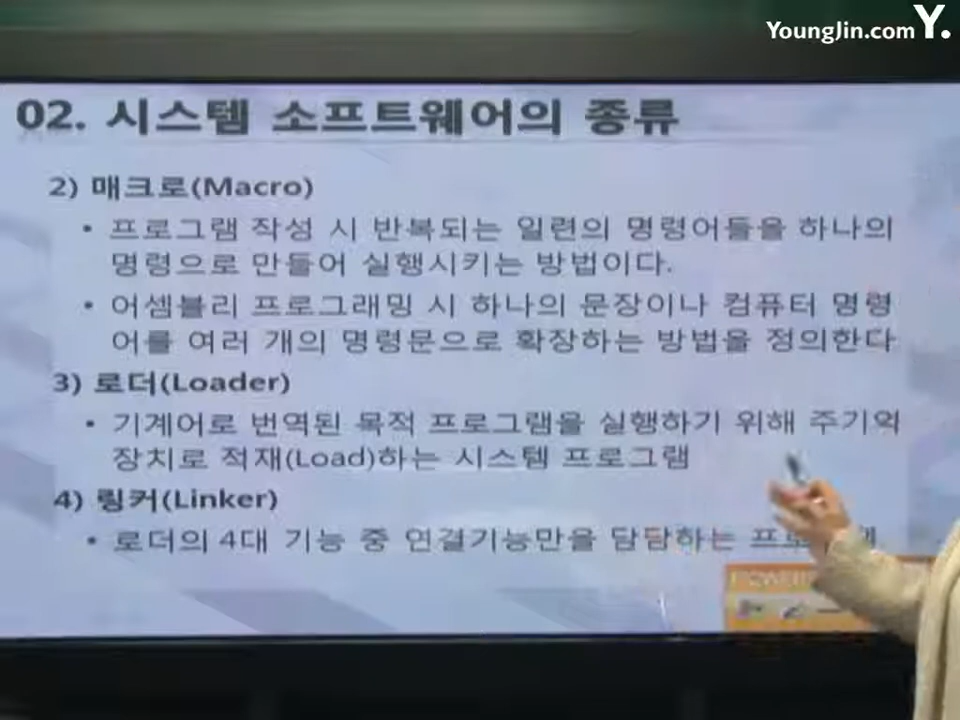 YoungJin.com Y.
02. 시스템 소프트웨어의 종류
2) 매크로(Macro)
• 프로그램 작성 시 반복되는 일련의 명령어들을 하나의
명령으로 만들어 실행시키는 방법이다.
• 어셈블리 프로그래밍 시 하나의 문장이나 컴퓨터 명령
어를 여러 개의 명령문으로 확장하는 방법을 정의한다
3) 로더(Loader)
• 기계어로 번역된 목적 프로그램을 실행하기 위해 주기억
장치로 적재(Load)하는 시스템 프로그램
4) 링커(Linker)
• 로더의 4대 기능 중 연결기능만을 담당하는